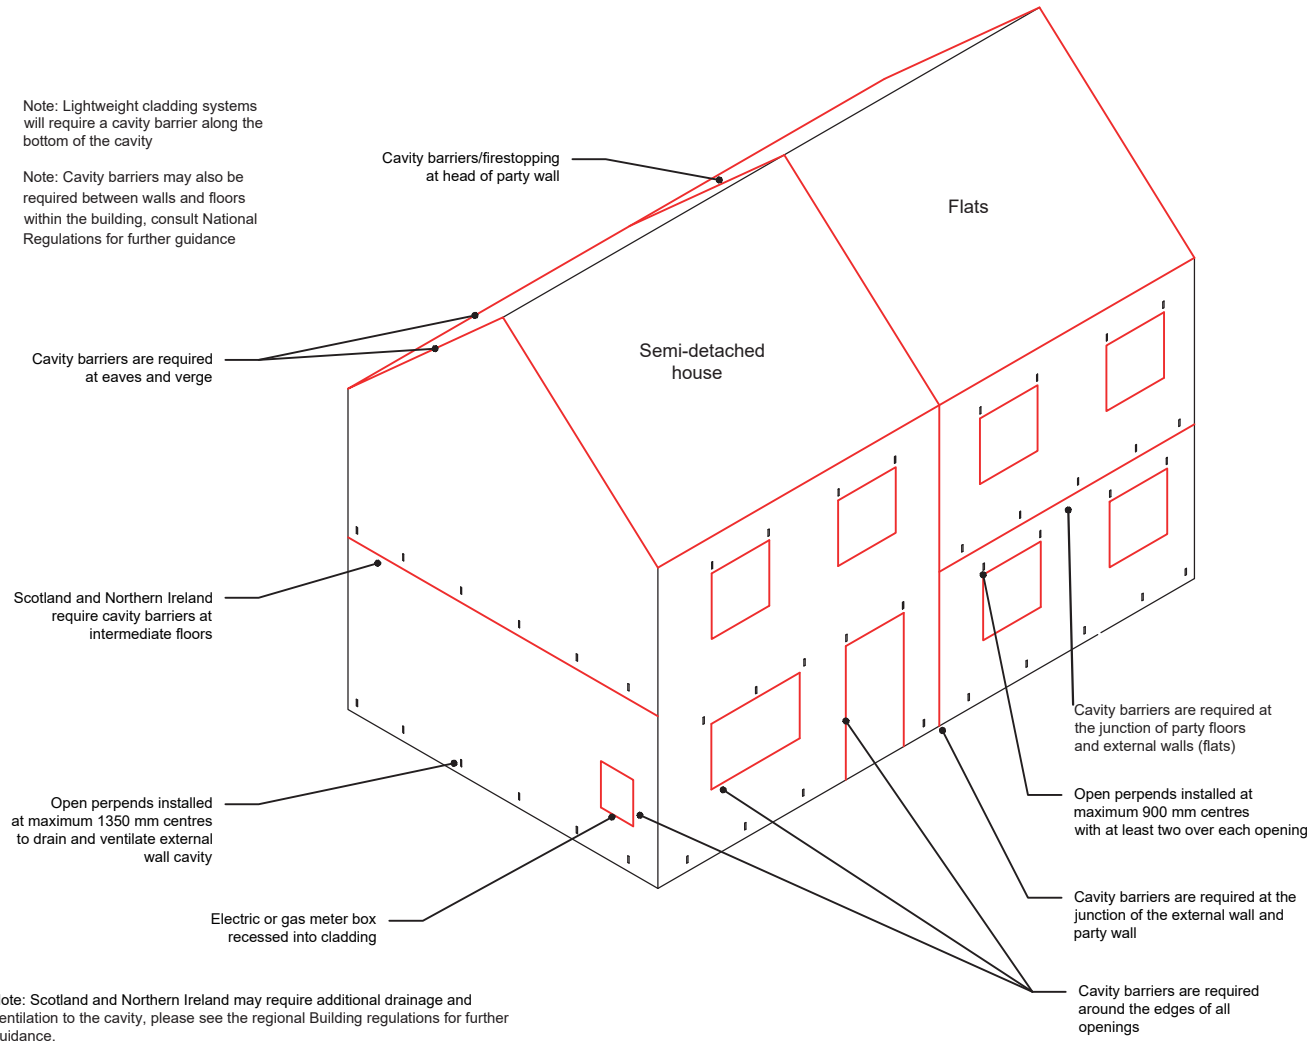 Note: Lightweight cladding systems
will require a cavity barrier along the
bottom of the cavity
Note: Cavity barriers may also be
required between walls and floors
within the building, consult National
Regulations for further guidance
Cavity barriers/firestopping
at head of party wall
Flats
Cavity barriers are required
at eaves and verge
Semi-detached
house
Scotland and Northern Ireland
require cavity barriers at
intermediate floors
Open perpends installed
at maximum 1350 mm centres
to drain and ventilate external
wall cavity
Electric or gas meter box
recessed into cladding
Cavity barriers are required at
the junction of party floors
and external walls (flats)
Open perpends installed at
maximum 900 mm centres
with at least two over each opening
Cavity barriers are required at the
junction of the external wall and
party wall
Cavity barriers are required
around the edges of all
openings
ote: Scotland and Northern Ireland may require additional drainage and
entilation to the cavity, please see the regional Building regulations for further
uidance.